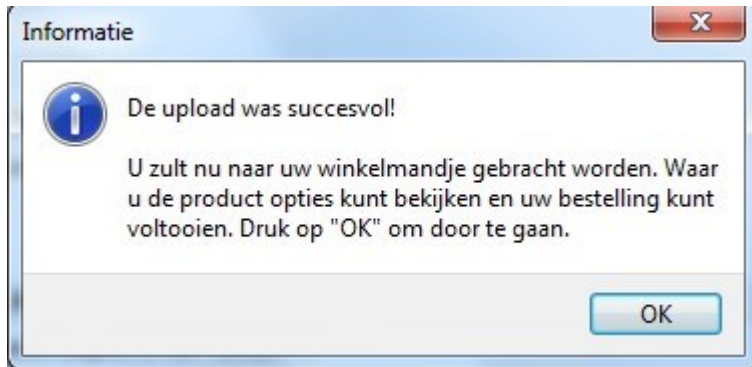 Informatie
De upload was succesvol!
U zult nu naar uw winkelmandje gebracht worden. Waar
u de product opties kunt bekijken en uw bestelling kunt
voltooien. Druk op "OK" om door te gaan.
OK